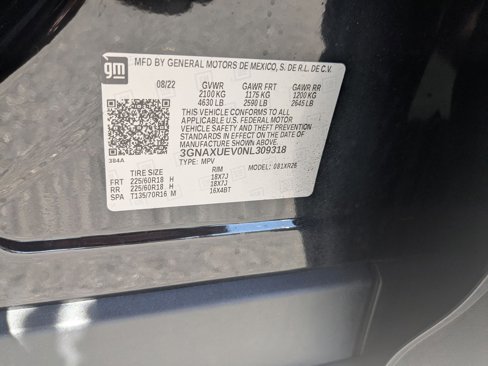 gm
MFD BY GENERAL MOTORS DE MEXICO, S. DE R.L. DE C.V.
08/22 GVWR GAWR FRT GAWR RR
2100 KG 1175 KG 1200 KG
4630 LB 2590 LB 2645 LB
THIS VEHICLE CONFORMS TO ALL
APPLICABLE U.S. FEDERAL MOTOR
VEHICLE SAFETY AND THEFT PREVENTION
STANDARDS IN EFFECT ON THE DATE OF
MANUFACTURE SHOWN ABOVE.
3GNAXUEV0NL309318
384A
TYPE: MPV MODEL: 081XR26
TIRE SIZE RIM
FRT 225/60R18 H 18X7J
RR 225/60R18 H 18X7J
SPA T135/70R16 M 16X4BT